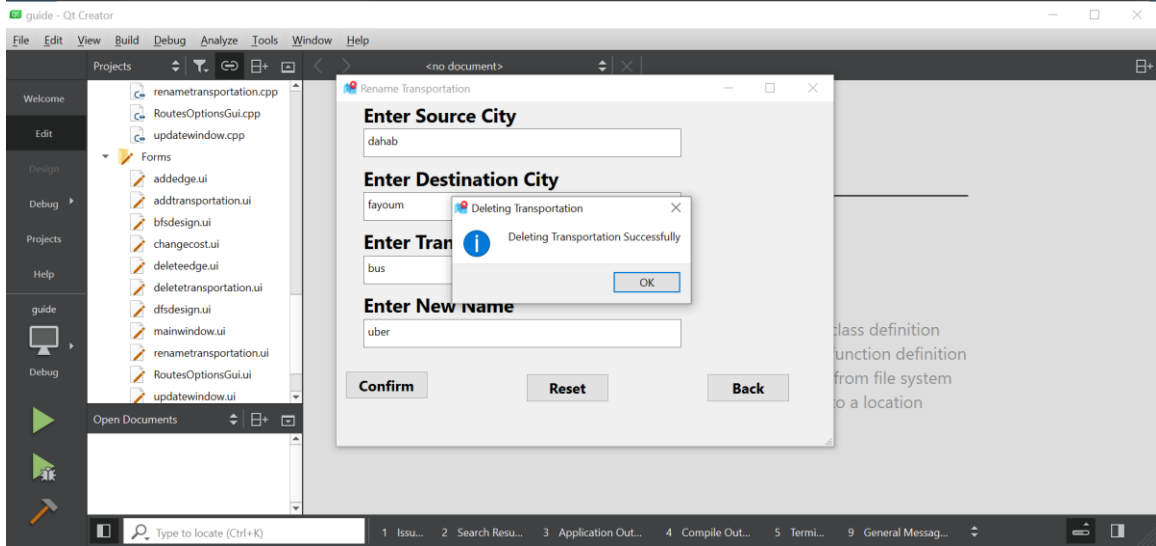 guide - Qt Creator
File Edit View Build Debug Analyze Tools Window Help
Projects
<no document>
Welcome
Edit
Design
Debug
Projects
Help
guide
Debug
renametransportation.cpp
RoutesOptionsGui.cpp
updatewindow.cpp
Forms
addedge.ui
addtransportation.ui
bfsdesign.ui
changecost.ui
deleteedge.ui
deletetransportation.ui
dfsdesign.ui
mainwindow.ui
renametransportation.ui
RoutesOptionsGui.ui
updatewindow.ui
Open Documents
Rename Transportation
Enter Source City
dahab
Enter Destination City
fayoum
Enter Tran
bus
Enter New Name
uber
Confirm Reset Back
Deleting Transportation
Deleting Transportation Successfully
OK
class definition
function definition
from file system
to a location
Type to locate (Ctrl+K)
1 Issu... 2 Search Resu... 3 Application Out... 4 Compile Out... 5 Termi... 9 General Messag...